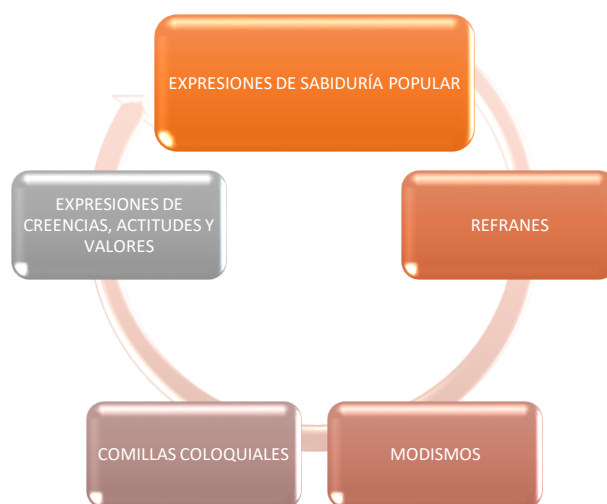 EXPRESIONES DE SABIDURÍA POPULAR
REFRANES
MODISMOS
COMILLAS COLOQUIALES
EXPRESIONES DE
CREENCIAS, ACTITUDES Y
VALORES